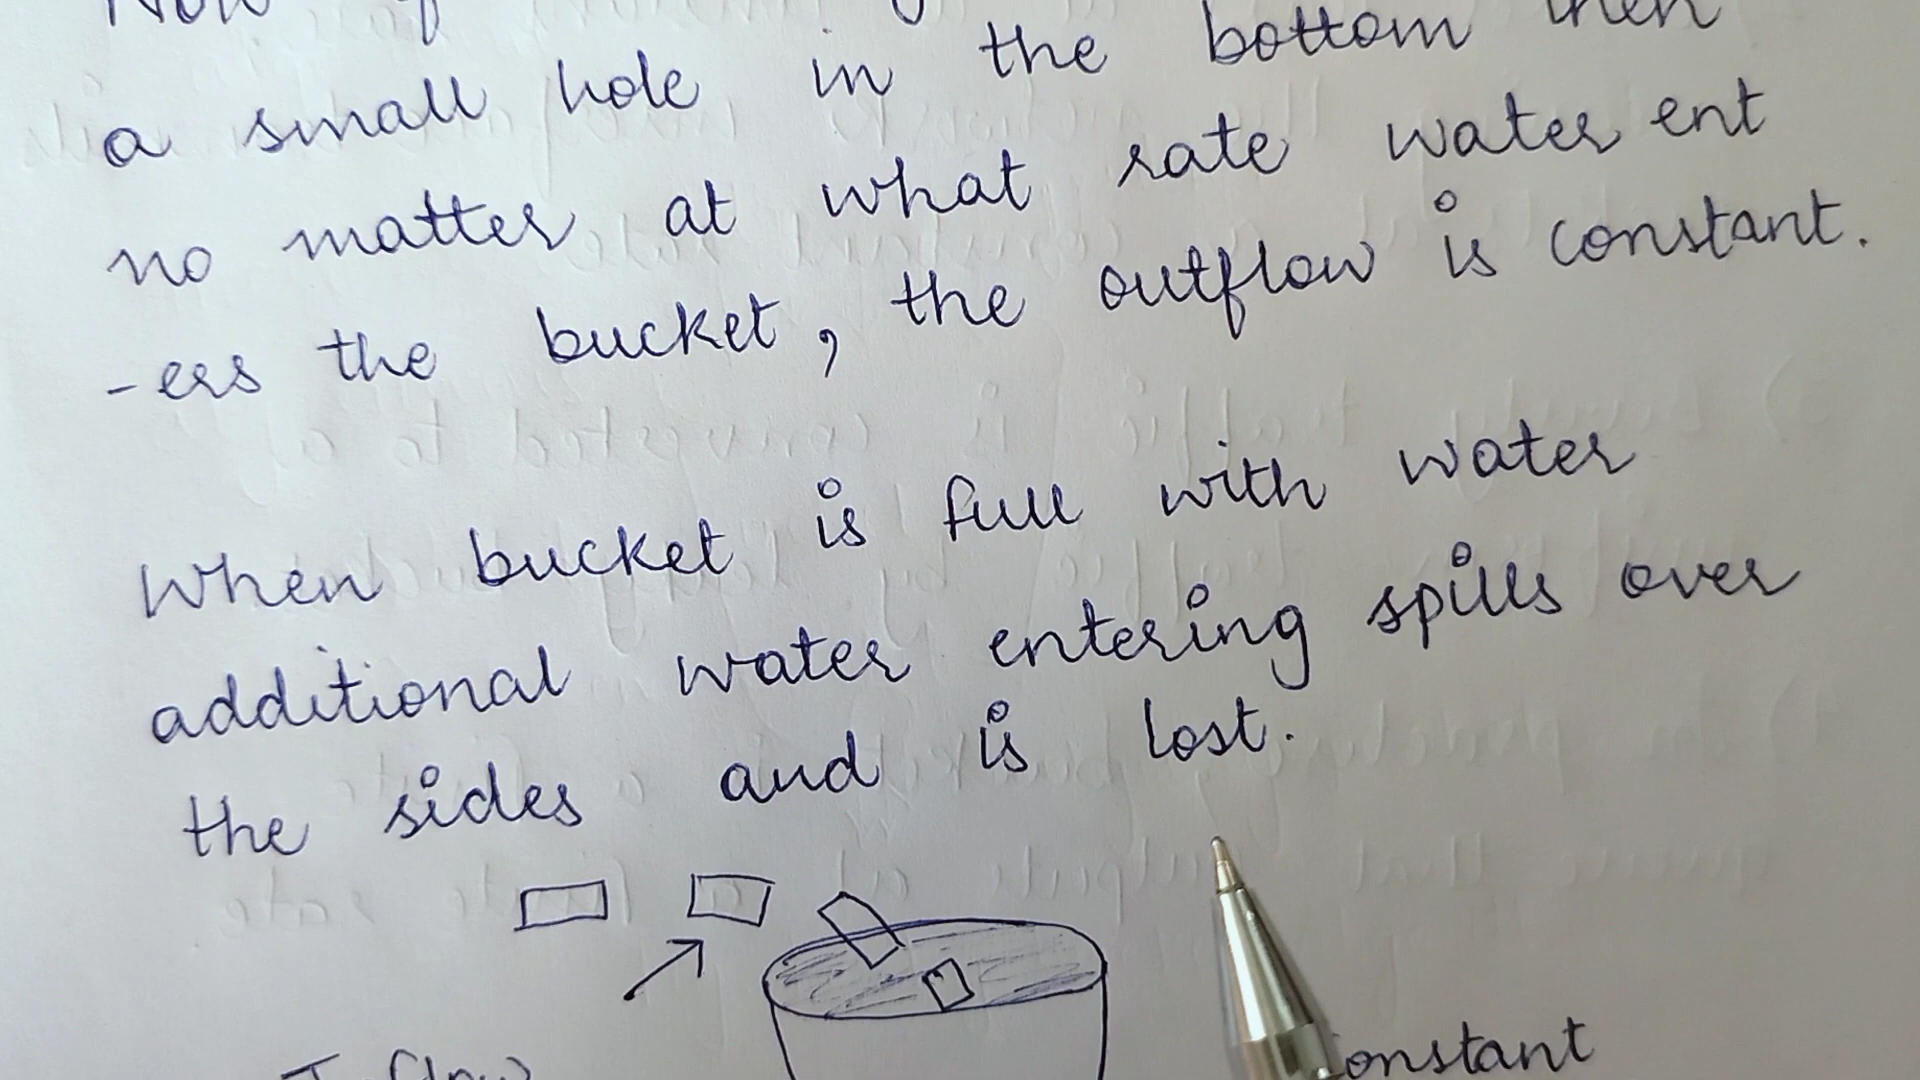 a small hole in the bottom then
no matter at what rate water ent
-ers the bucket, the outflow is constant.
When bucket is full with water
additional water entering spills over
the sides and is lost.